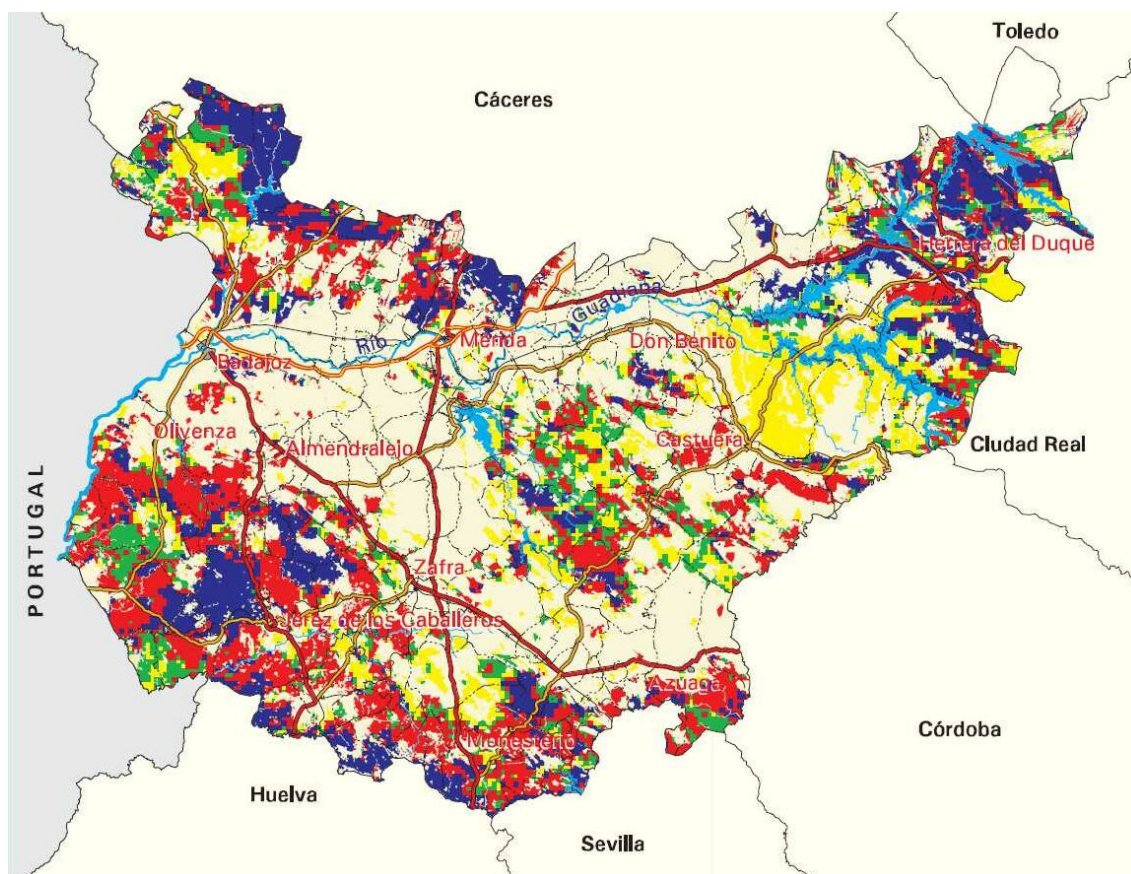 Toledo
Cáceres
Herrera del Duque
Guadiana
Río
Mérida
Don Benito
Badajoz
Olivenza
Almendralejo
Castuera
Ciudad Real
PORTUGAL
Zafra
Jerez de los Caballeros
Azuaga
Monesterio
Córdoba
Huelva
Sevilla